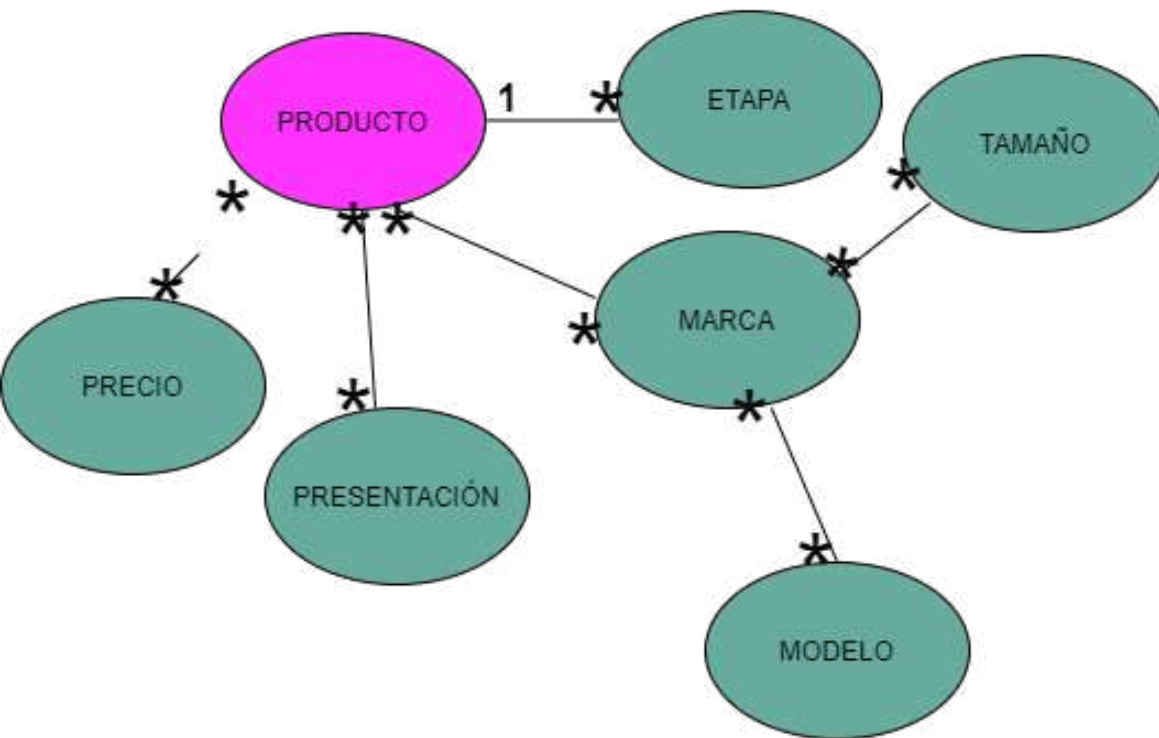 PRODUCTO
1
*
ETAPA
TAMAÑO
*
*
*
*
*
*
MARCA
*
*
PRECIO
*
*
PRESENTACIÓN
*
MODELO